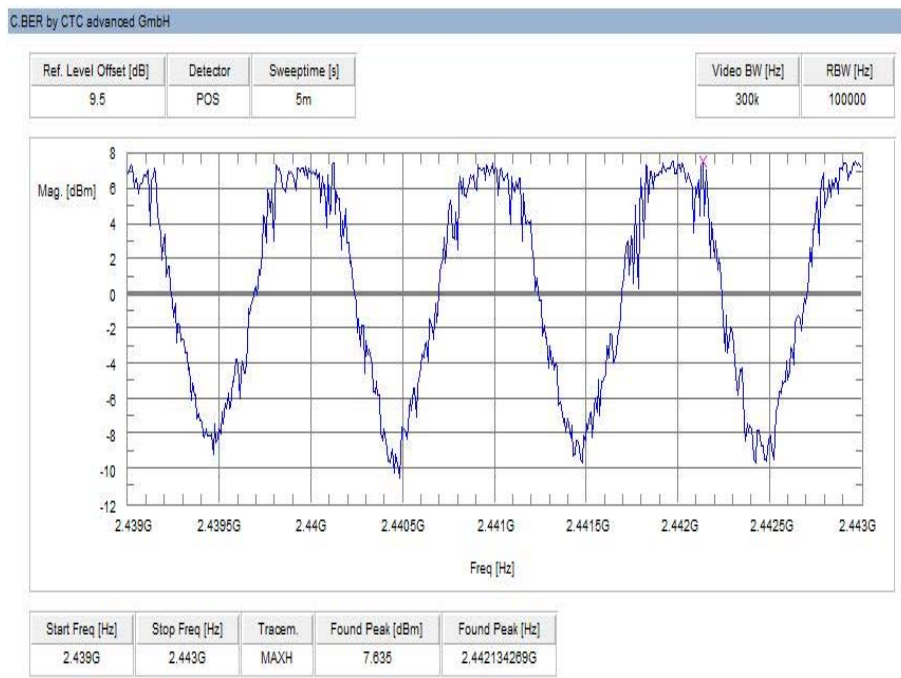 C.BER by CTC advanced GmbH
Ref. Level Offset [dB] Detector Sweeptime [s] Video BW [Hz] RBW [Hz]
9.5 POS 5m 300k 100000
8
Mag. [dBm]
6
4
2
0
-2
-4
-6
-8
-10
-12
2.439G 2.4395G 2.44G 2.4405G 2.441G 2.4415G 2.442G 2.4425G 2.443G
Freq [Hz]
Start Freq [Hz] Stop Freq [Hz] Tracem. Found Peak [dBm] Found Peak [Hz]
2.439G 2.443G MAXH 7.635 2.442134269G